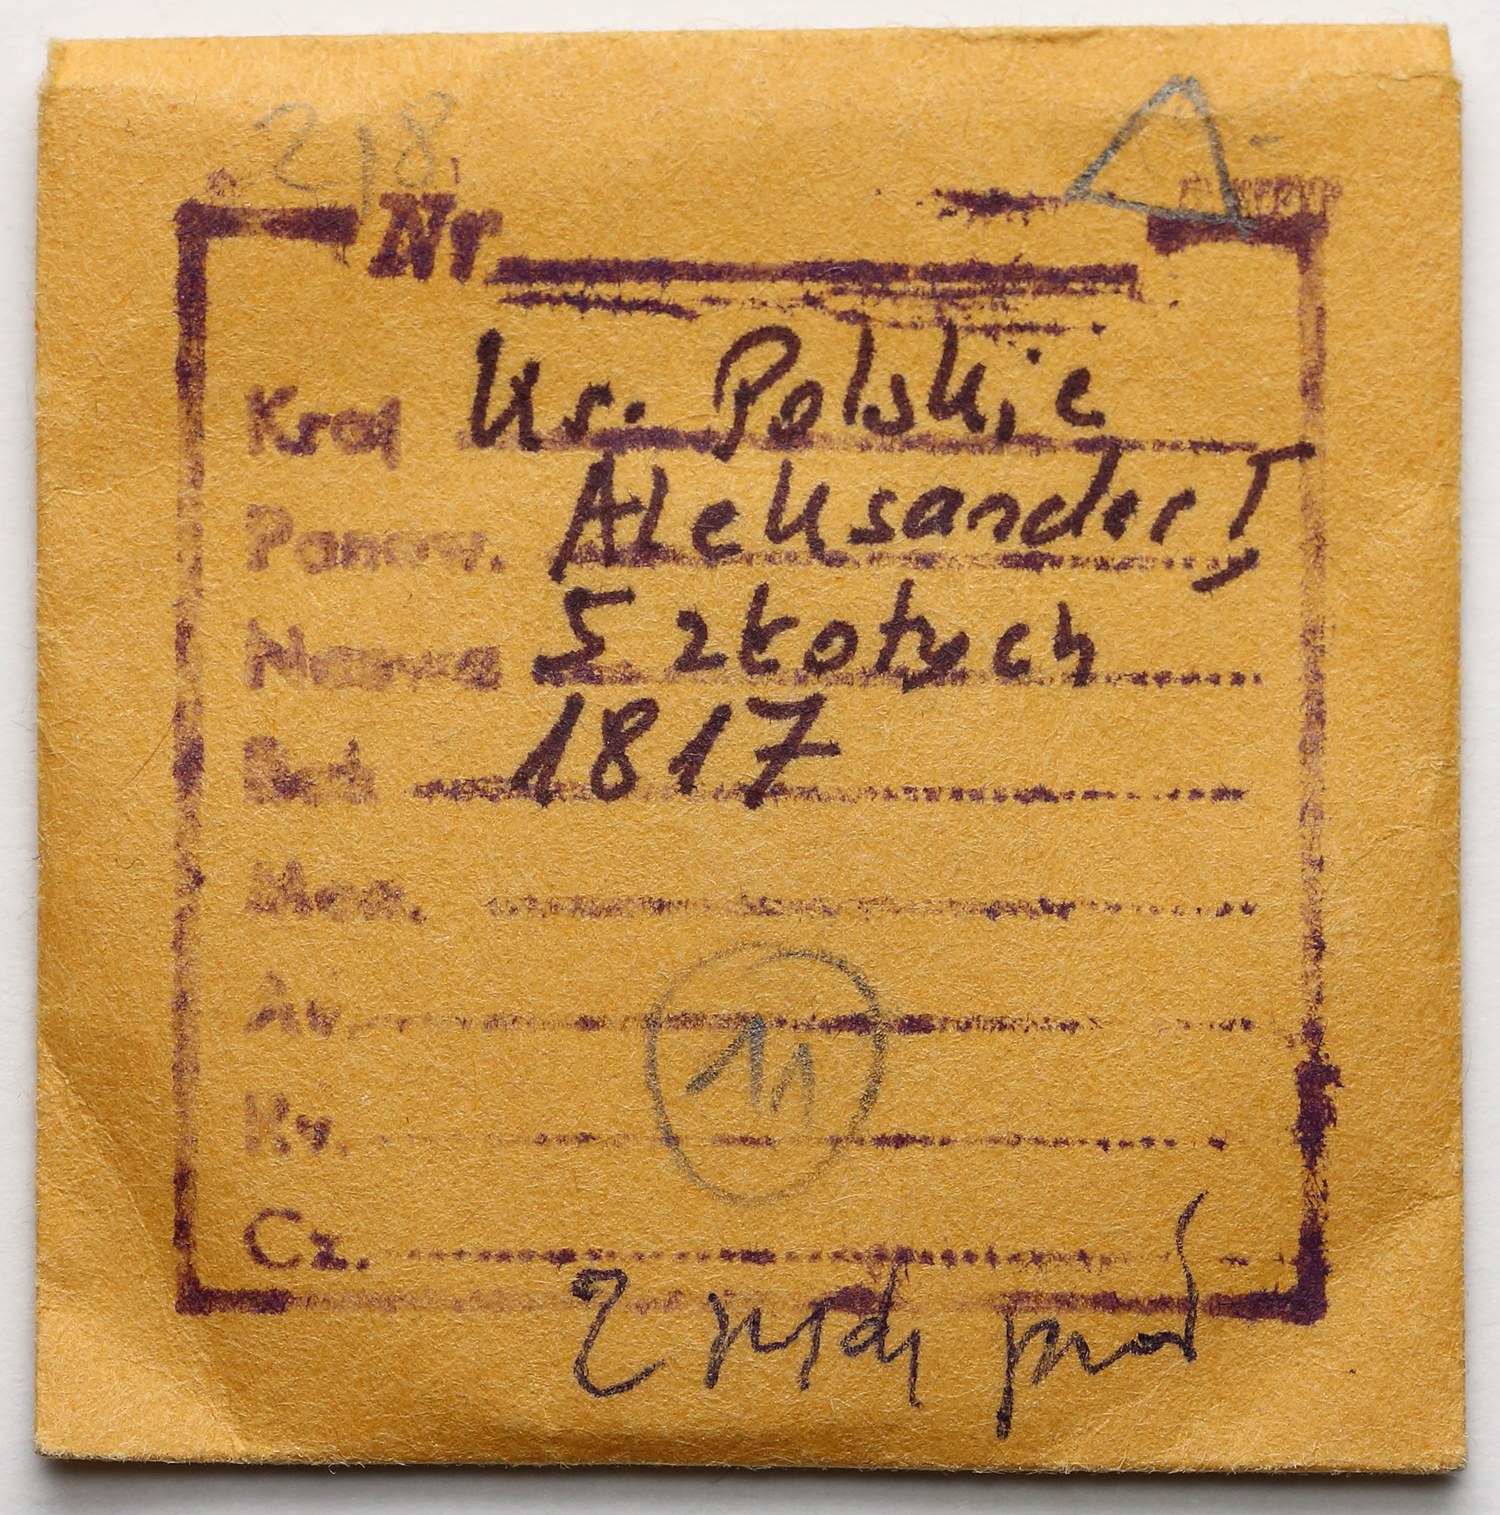 218
Nr
Kraj Kr. Polskie
Panow. Aleksander I
Nazwa 5 złotych
Rok 1817
Men.
Av.
Rv.
Cz.
11